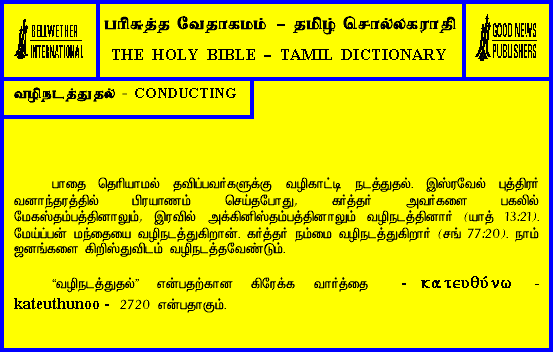 BELLWETHER
INTERNATIONAL
பரிசுத்த வேதாகமம் – தமிழ் சொல்லகராதி
THE HOLY BIBLE – TAMIL DICTIONARY
GOOD NEWS
PUBLISHERS
வழிநடத்துதல் - CONDUCTING
பாதை தெரியாமல் தவிப்பவர்களுக்கு வழிகாட்டி நடத்துதல். இஸ்ரவேல் புத்திரர்
வனாந்தரத்தில் பிரயாணம் செய்தபோது, கர்த்தர் அவர்களை பகலில்
மேகஸ்தம்பத்தினாலும், இரவில் அக்கினிஸ்தம்பத்தினாலும் வழிநடத்தினார் (யாத் 13:21).
மேய்ப்பன் மந்தையை வழிநடத்துகிறான். கர்த்தர் நம்மை வழிநடத்துகிறார் (சங் 77:20). நாம்
ஜனங்களை கிறிஸ்துவிடம் வழிநடத்தவேண்டும்.
“வழிநடத்துதல்” என்பதற்கான கிரேக்க வார்த்தை - κατευθύνω -
kateuthunoo - 2720 என்பதாகும்.